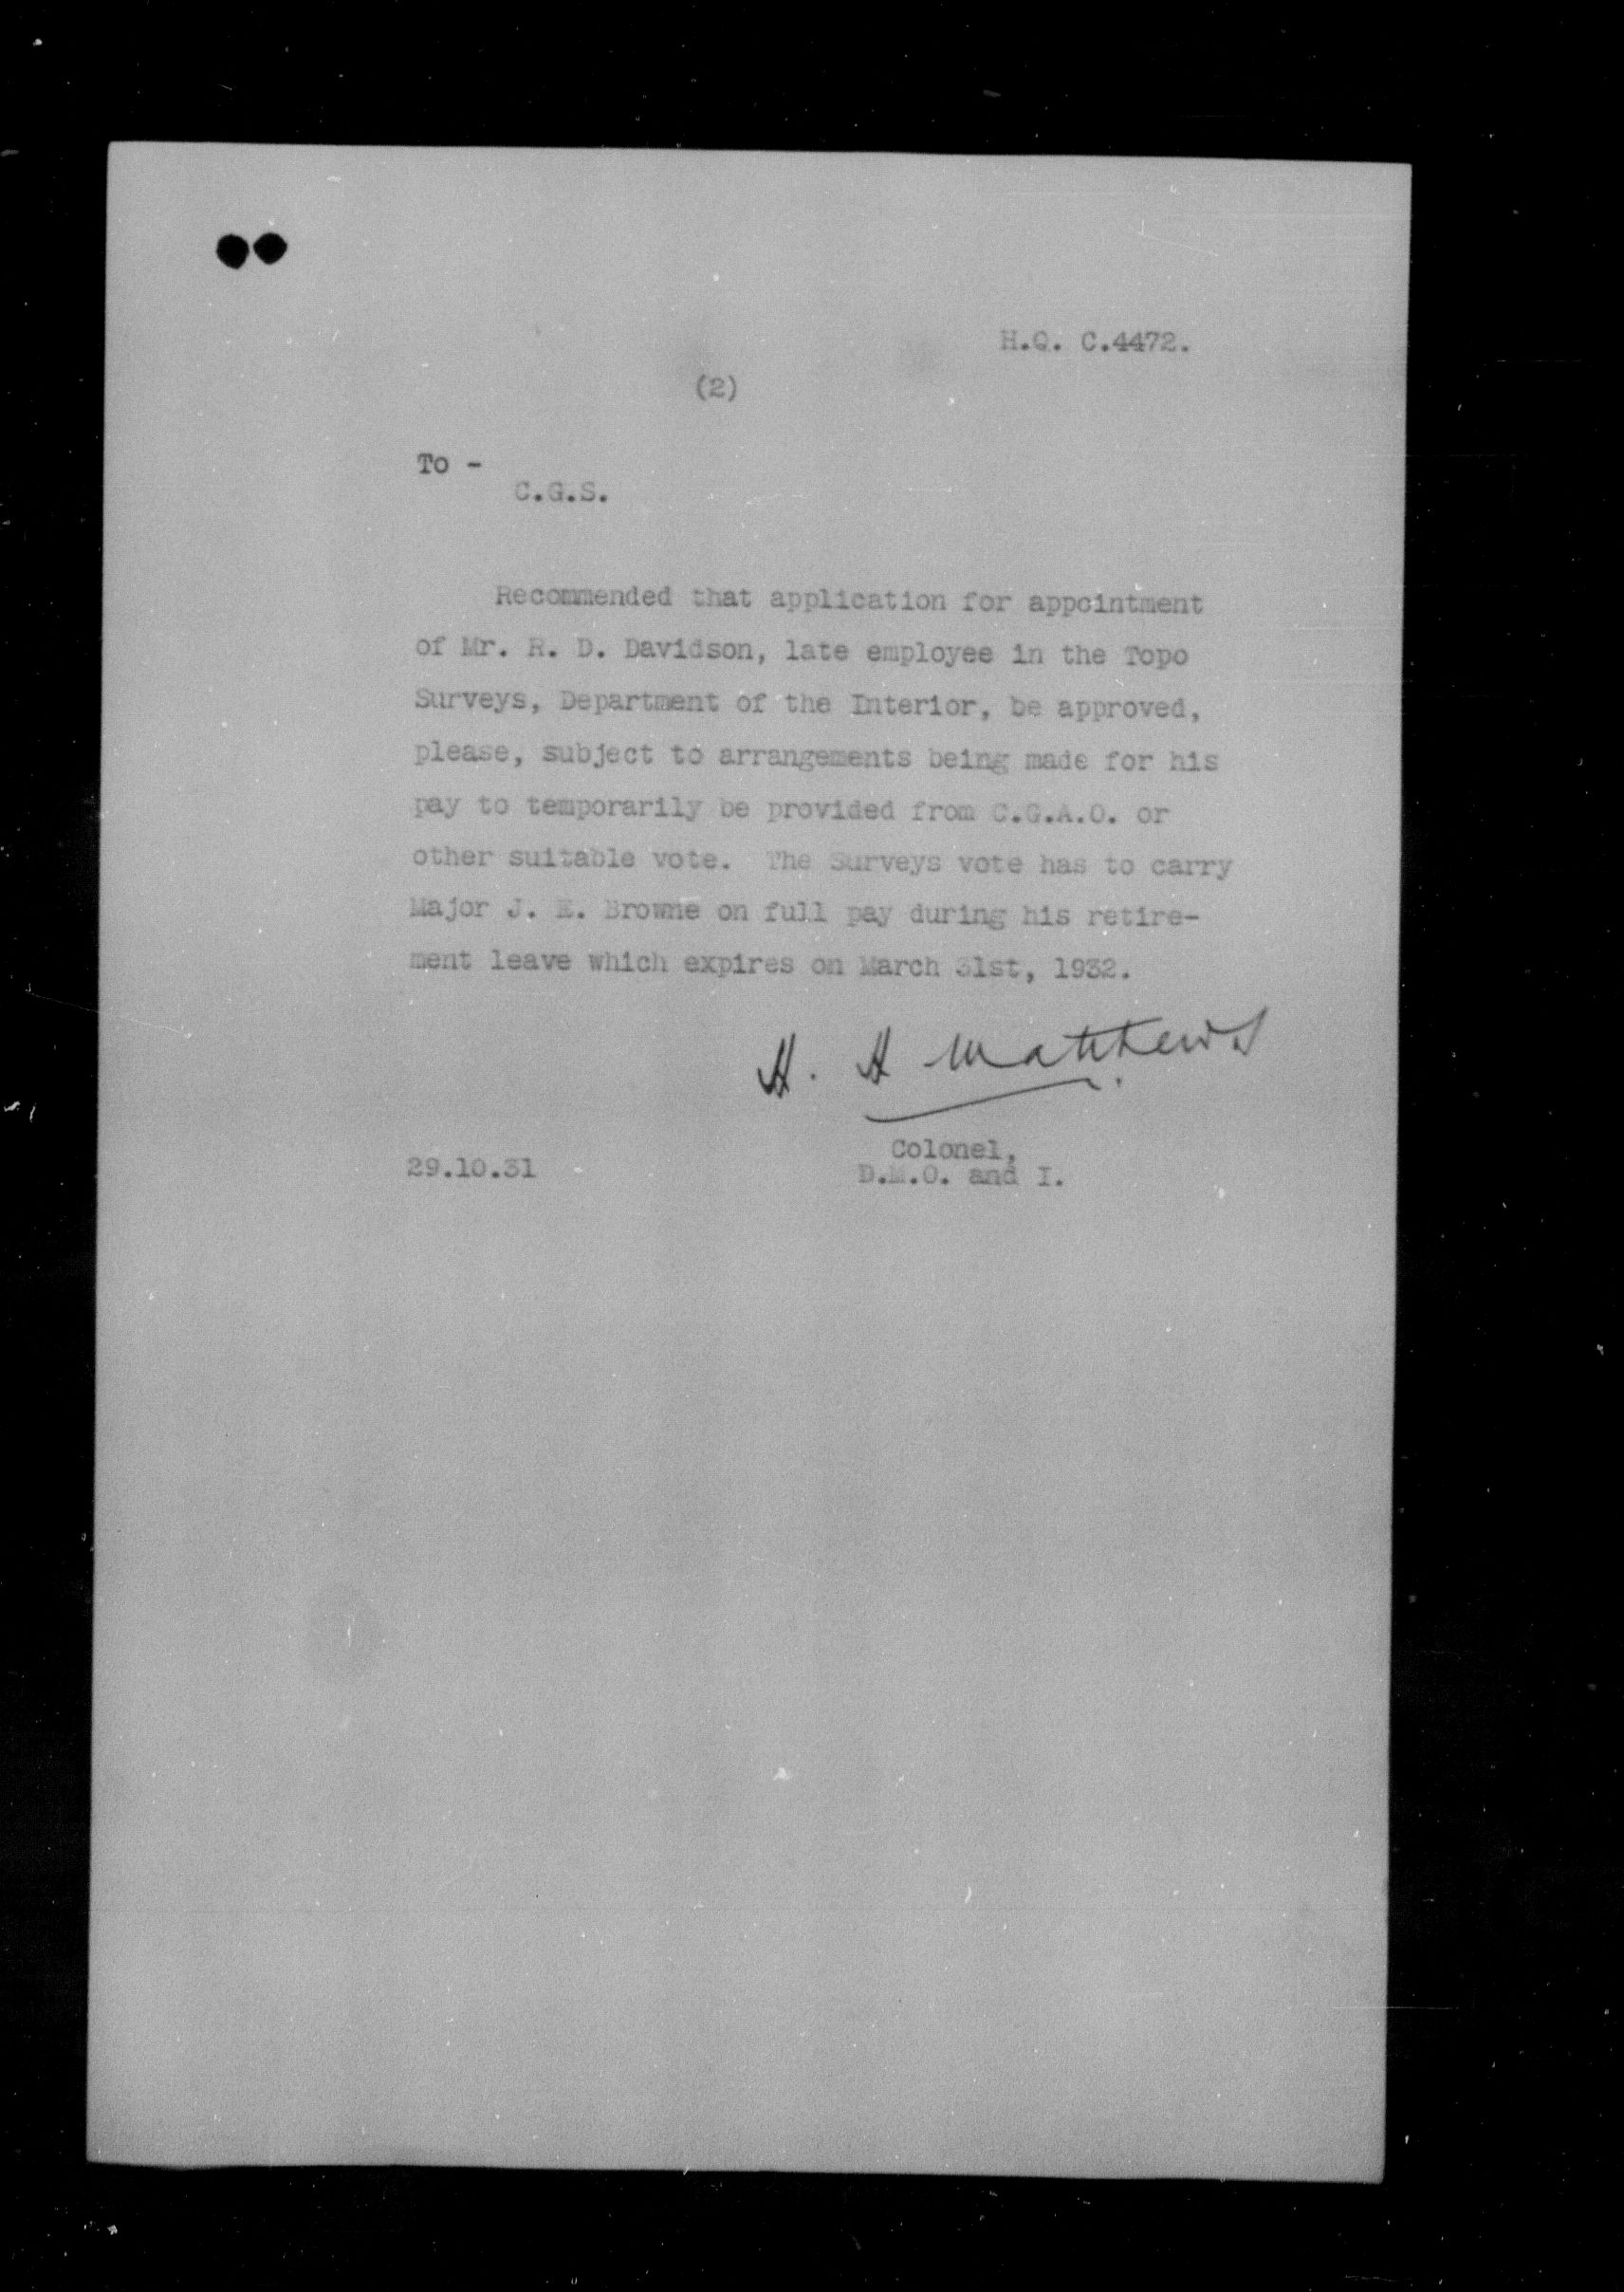 H.Q. C.4472.
(2)
To -
C.G.S.
Recommended that application for appointment
of Mr. R. D. Davidson, late employee in the Topo
Surveys, Department of the Interior, be approved,
please, subject to arrangements being made for his
pay to temporarily be provided from C.G.A.O. or
other suitable vote. The Surveys vote has to carry
Major J. E. Browne on full pay during his retire-
ment leave which expires on March 31st, 1932.
H. H Matthews
Colonel,
29.10.31 D.M.O. and I.